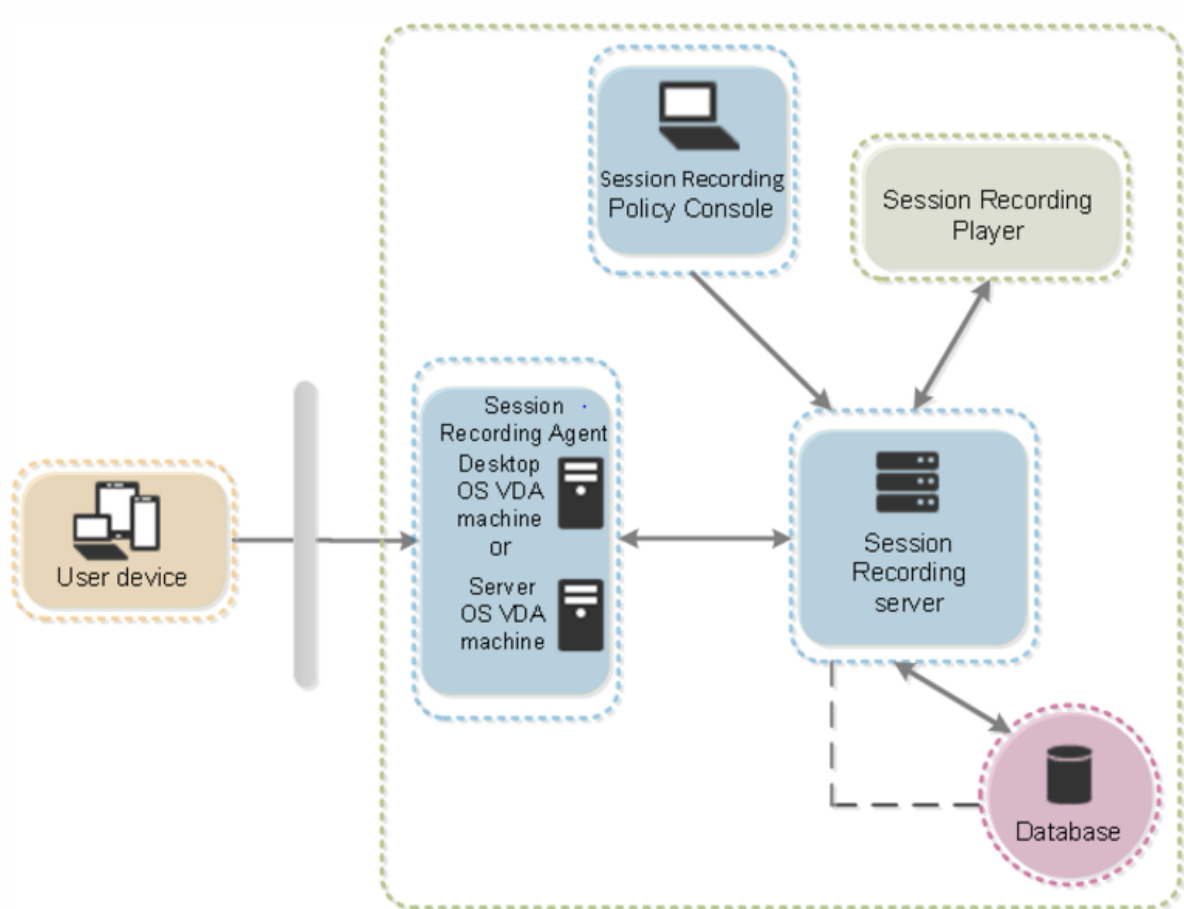 Session Recording
Policy Console
Session Recording
Player
Session
Recording Agent
Desktop
OS VDA
machine
or
Server
OS VDA
machine
User device
Session
Recording
server
Database